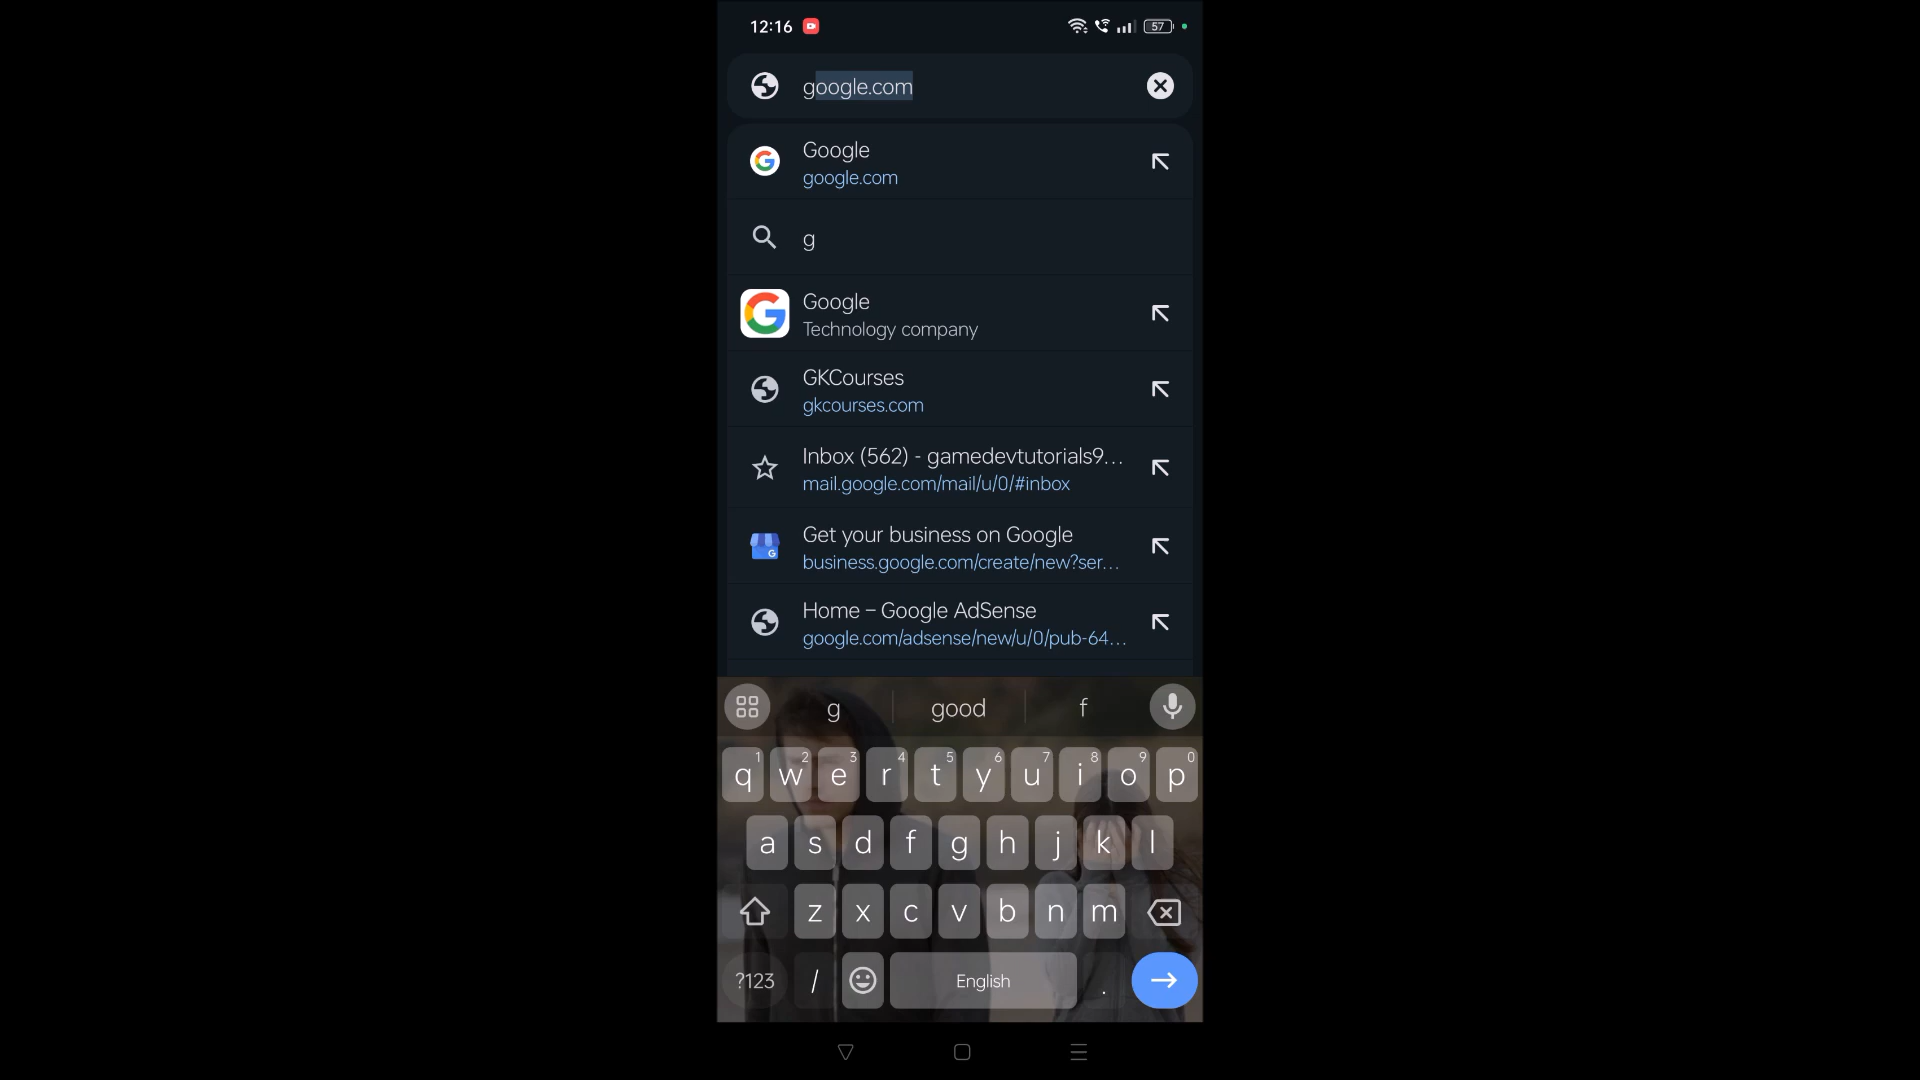 12:16
57
google.com
Google
google.com
g
Google
Technology company
GKCourses
gkcourses.com
Inbox (562) - gamedevtutorials9...
mail.google.com/mail/u/0/#inbox
Get your business on Google
business.google.com/create/new?ser...
Home – Google AdSense
google.com/adsense/new/u/0/pub-64...
g good f
1 2 3 4 5 6 7 8 9 0
q w e r t y u i o p
a s d f g h j k l
z x c v b n m
?123 / English .